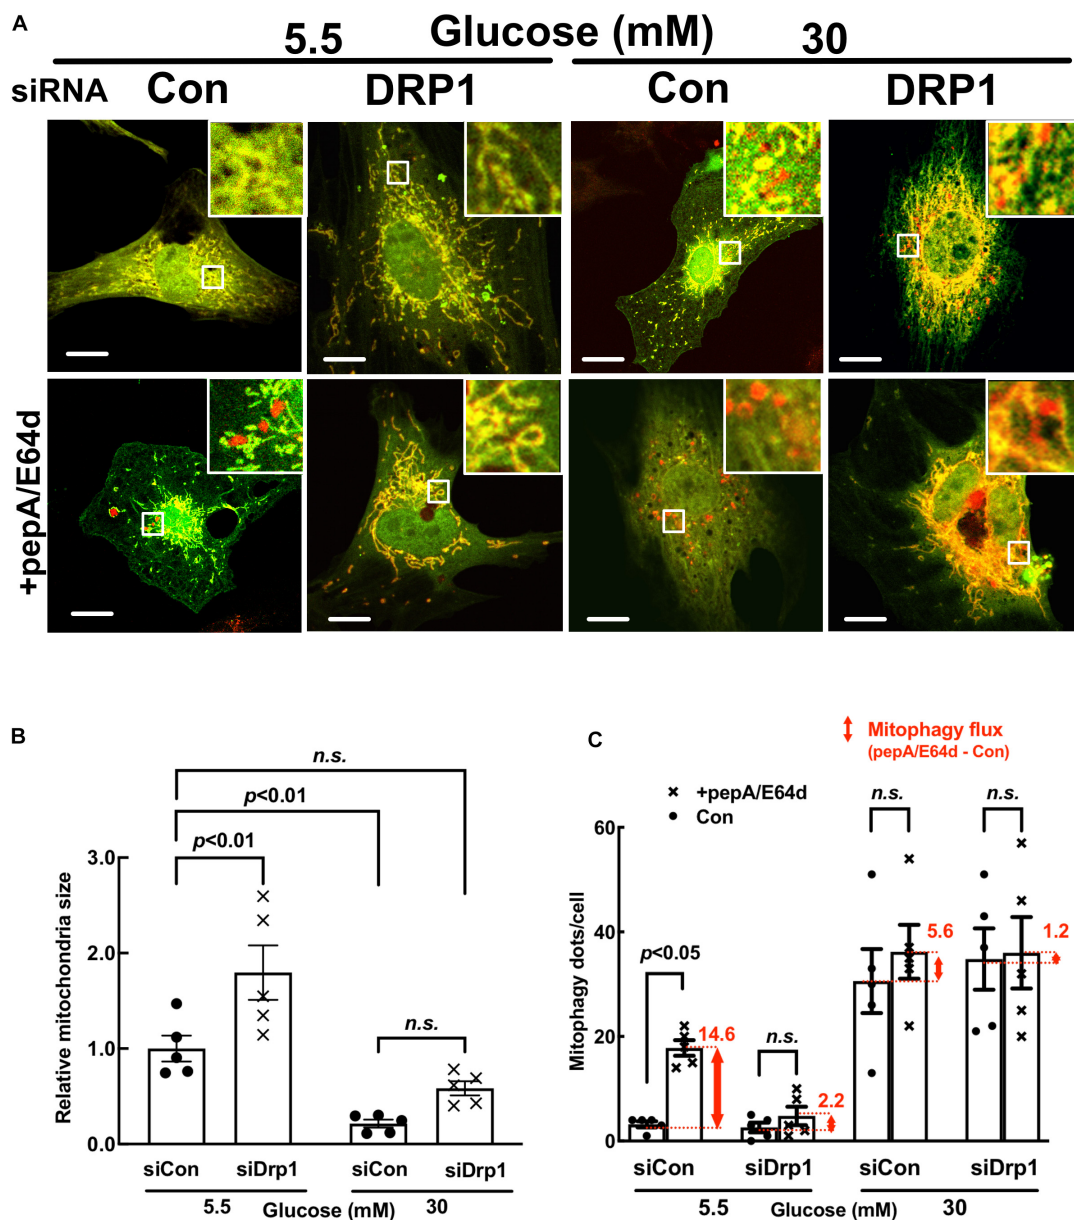 A
Glucose (mM)
5.5 30
siRNA Con DRP1 Con DRP1
+pepA/E64d
B
n.s.
p<0.01
p<0.01
n.s.
Relative mitochondria size
3.0
2.0
1.0
0.0
siCon siDrp1 siCon siDrp1
5.5 Glucose (mM) 30
C
Mitophagy flux
(pepA/E64d - Con)
+pepA/E64d
Con
n.s. n.s.
p<0.05
n.s.
14.6
2.2
5.6
1.2
Mitophagy dots/cell
60
40
20
0
siCon siDrp1 siCon siDrp1
5.5 Glucose (mM) 30